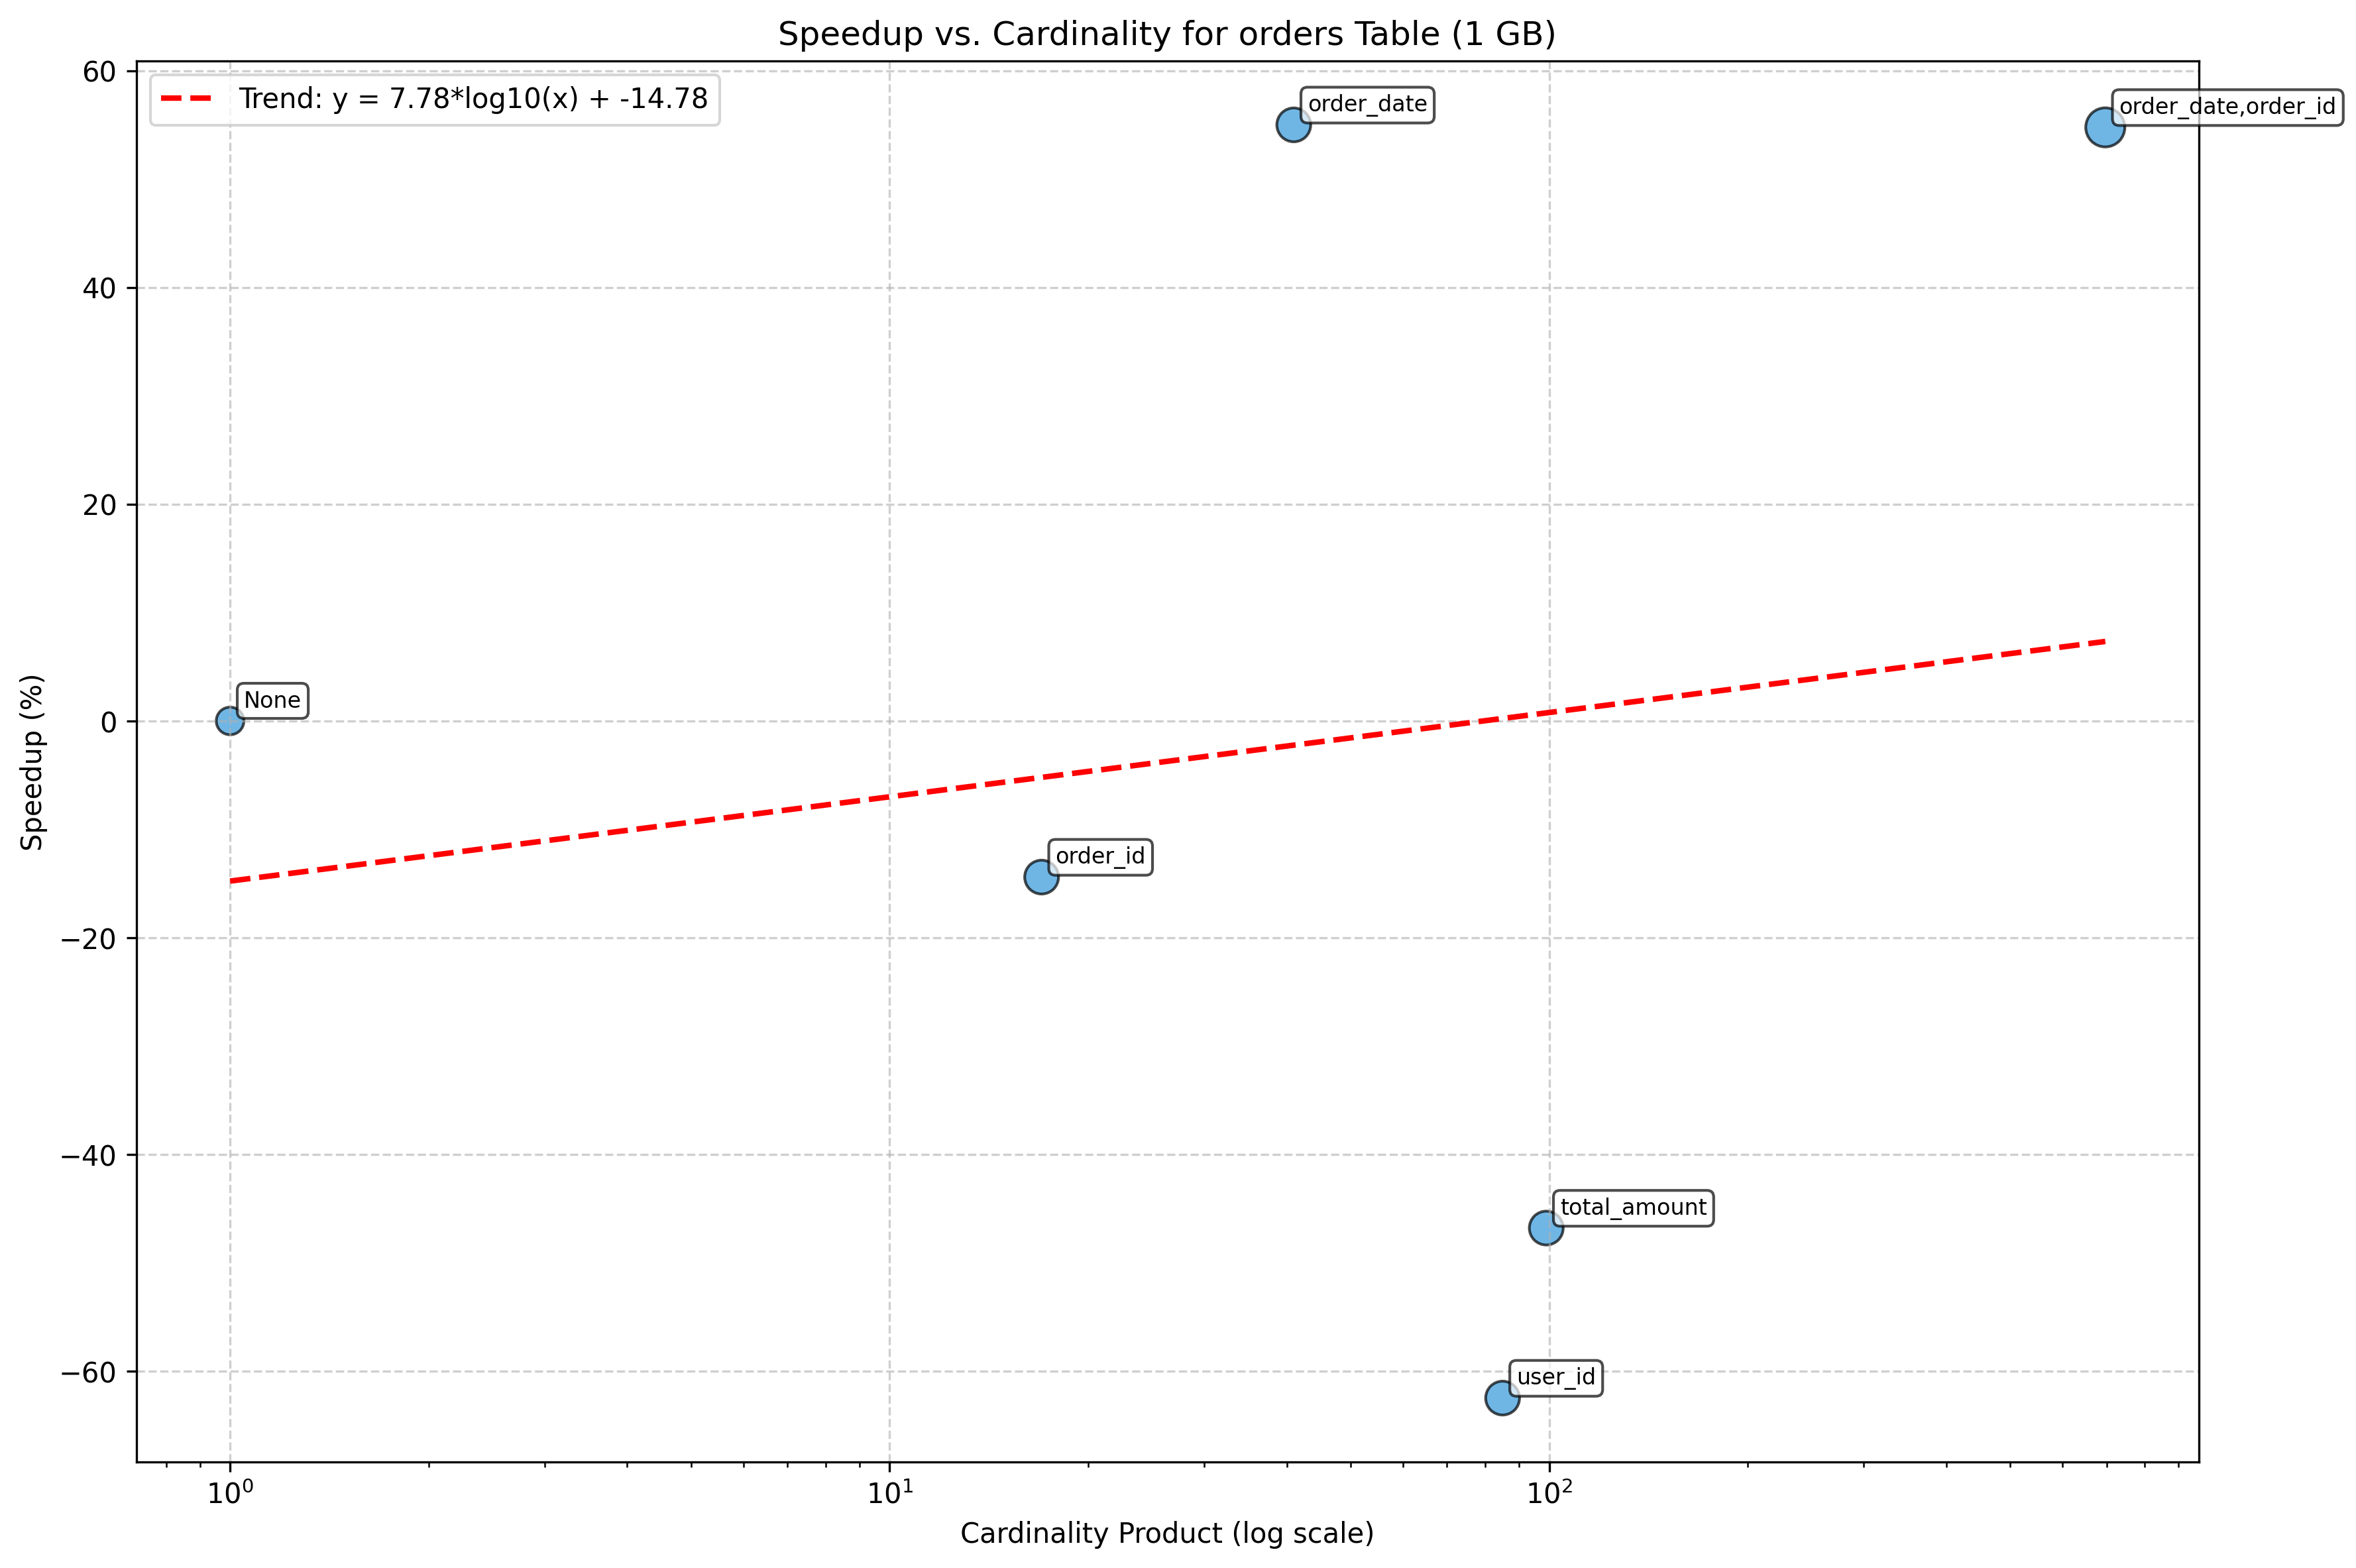 Speedup vs. Cardinality for orders Table (1 GB)
Trend: y = 7.78*log10(x) + -14.78
order_date
order_date,order_id
None
order_id
total_amount
user_id
60
40
20
0
−20
−40
−60
Speedup (%)
10⁰
10¹
10²
Cardinality Product (log scale)